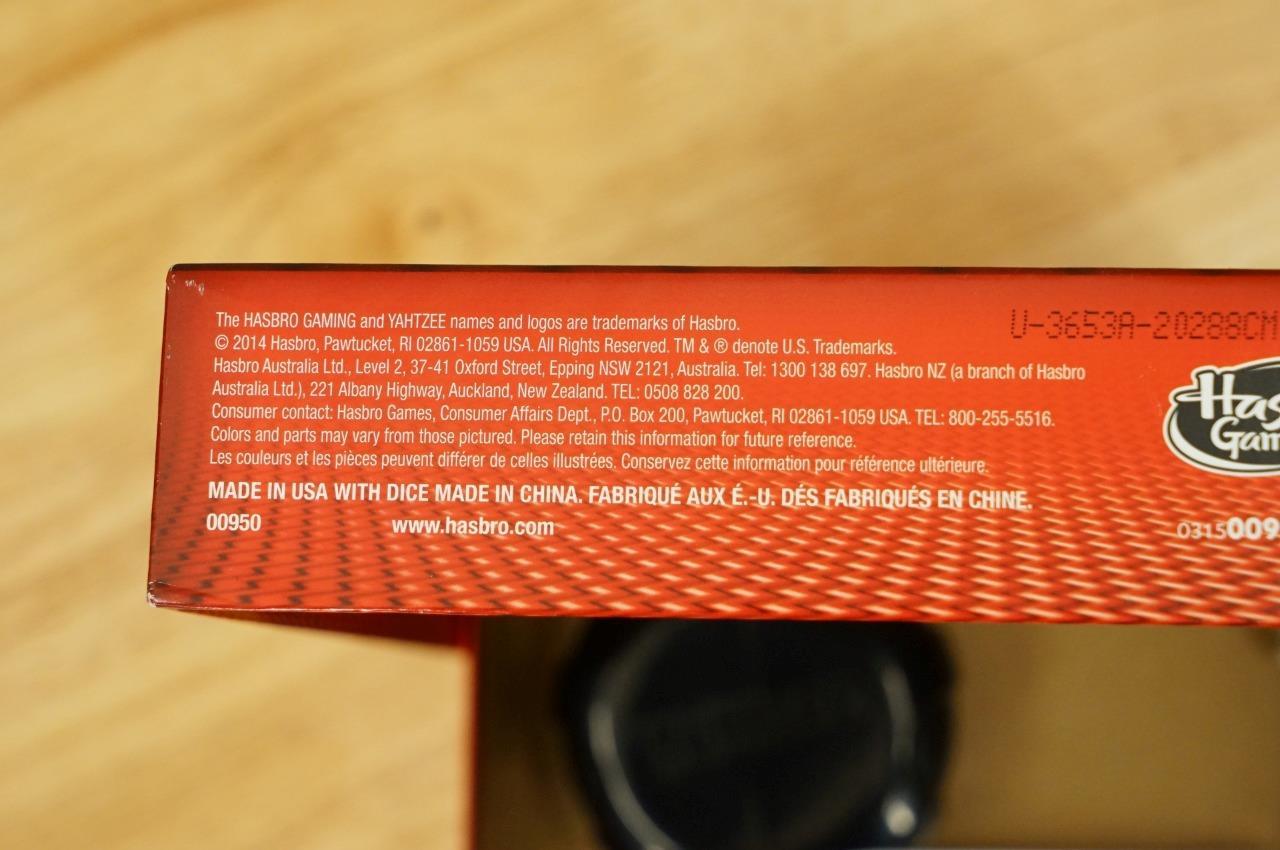 The HASBRO GAMING and YAHTZEE names and logos are trademarks of Hasbro.
© 2014 Hasbro, Pawtucket, RI 02861-1059 USA. All Rights Reserved. TM & ® denote U.S. Trademarks.
Hasbro Australia Ltd., Level 2, 37-41 Oxford Street, Epping NSW 2121, Australia. Tel: 1300 138 697. Hasbro NZ (a branch of Hasbro
Australia Ltd.), 221 Albany Highway, Auckland, New Zealand. TEL: 0508 828 200.
Consumer contact: Hasbro Games, Consumer Affairs Dept., P.O. Box 200, Pawtucket, RI 02861-1059 USA. TEL: 800-255-5516.
Colors and parts may vary from those pictured. Please retain this information for future reference.
Les couleurs et les pièces peuvent différer de celles illustrées. Conservez cette information pour référence ultérieure.
MADE IN USA WITH DICE MADE IN CHINA. FABRIQUÉ AUX É.-U. DÉS FABRIQUÉS EN CHINE.
00950 www.hasbro.com
U-3653A-20288CM
Has
Gam
0315009